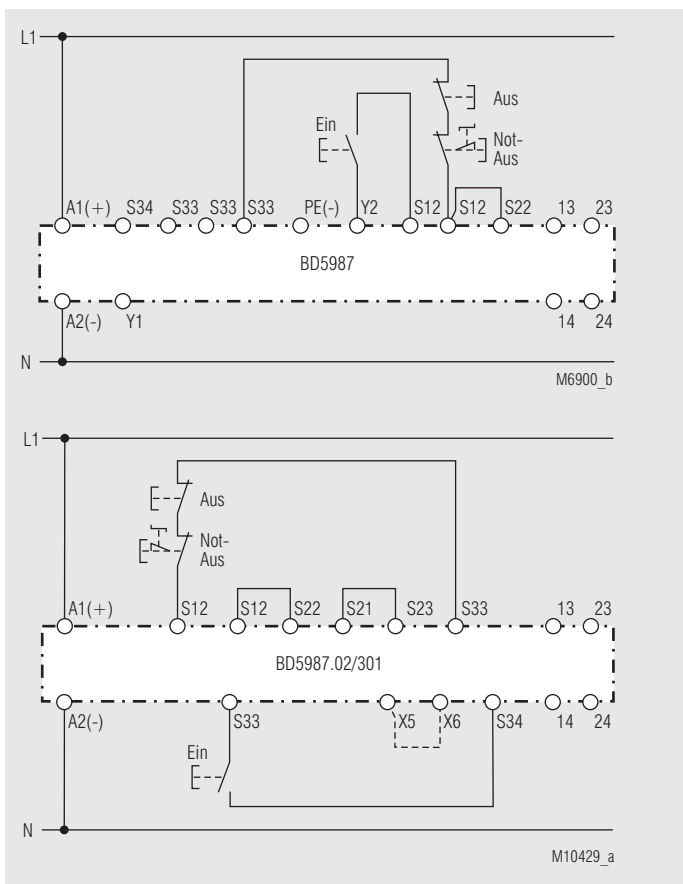 L1
Aus
Ein
Not-
Aus
A1(+) S34 S33 S33 S33 PE(-) Y2 S12 S12 S22 13 23
BD5987
A2(-) Y1 14 24
N
M6900_b
L1
Aus
Not-
Aus
A1(+) S12 S12 S22 S21 S23 S33 13 23
BD5987.02/301
A2(-) S33 X5 X6 S34 14 24
Ein
N
M10429_a